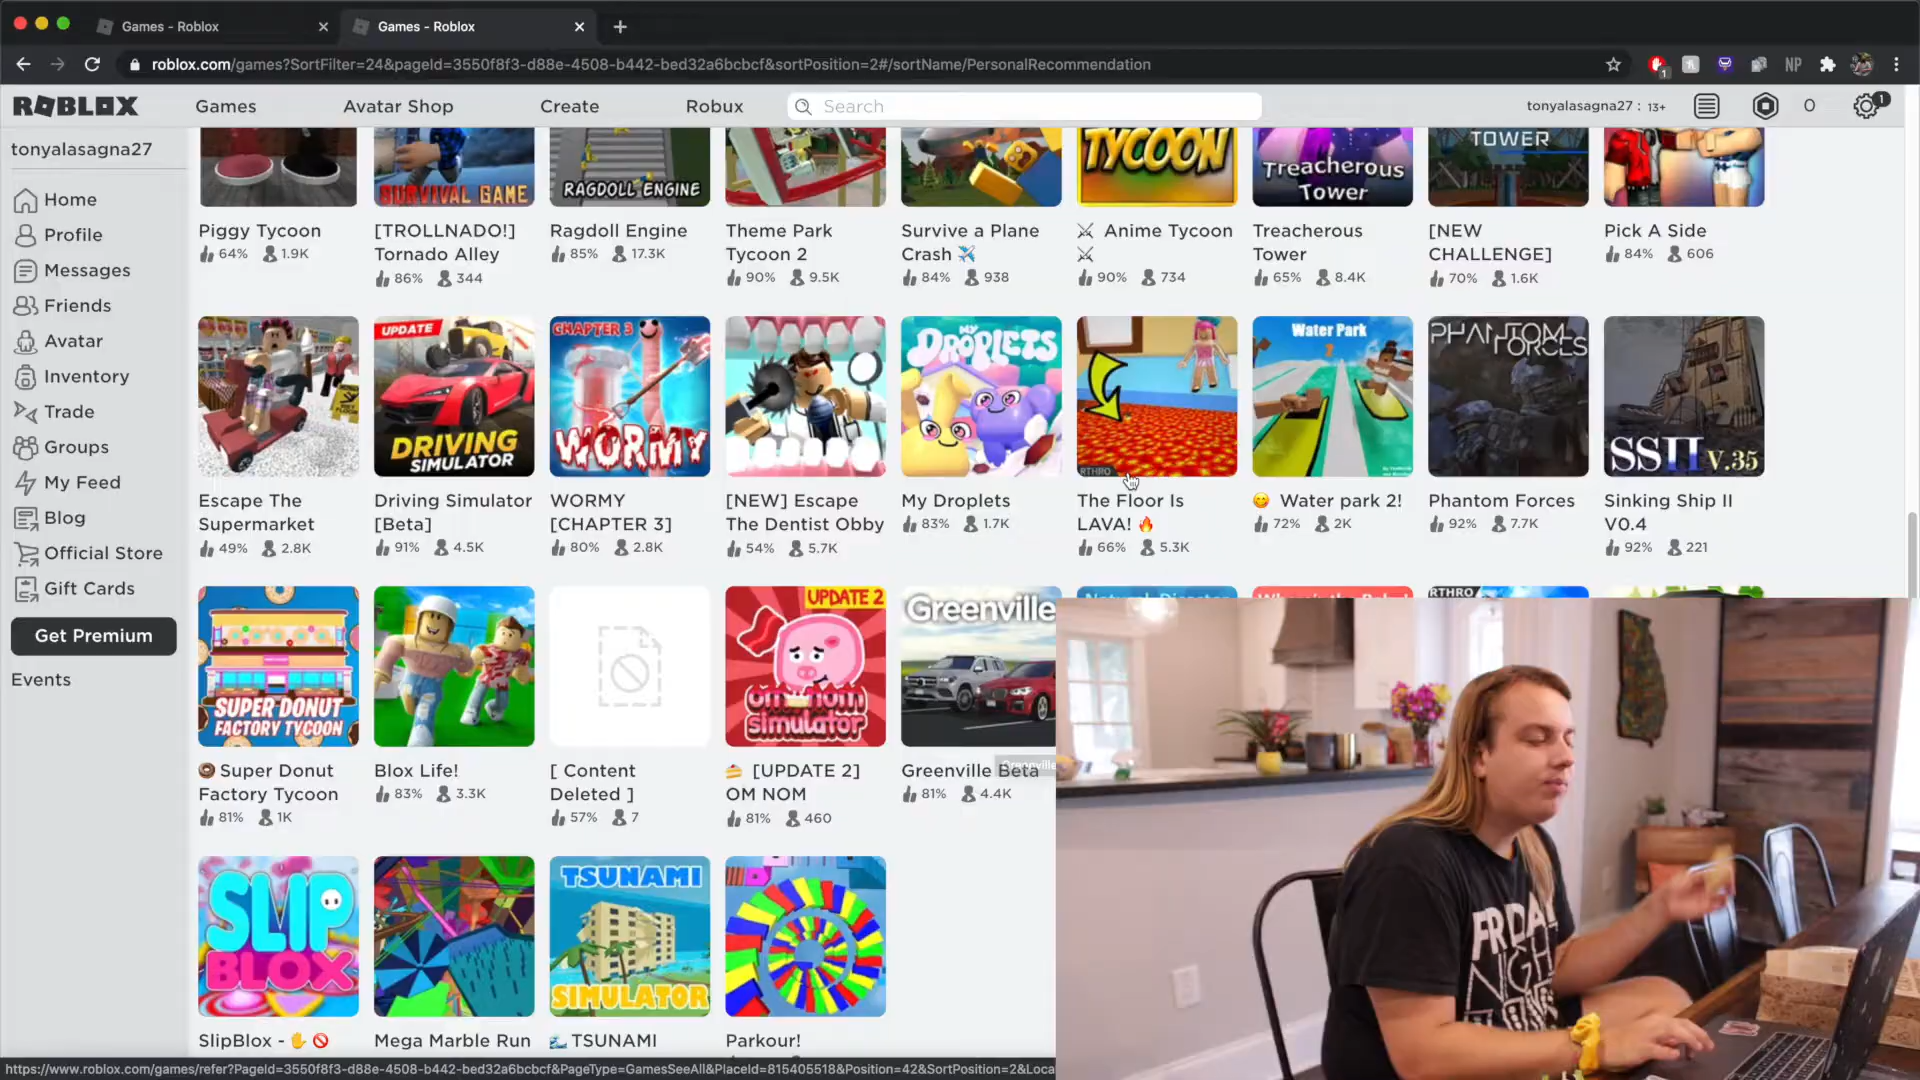 Games - Roblox
Games - Roblox
roblox.com/games?SortFilter=24&pageId=3550f8f3-d88e-4508-b442-bed32a6bcbcf&sortPosition=2#/sortName/PersonalRecommendation
1
NP
ROBLOX
Games
Avatar Shop
Create
Robux
Search
tonyalasagna27 : 13+
0
1
tonyalasagna27
Home
Profile
Messages
Friends
Avatar
Inventory
Trade
Groups
My Feed
Blog
Official Store
Gift Cards
Get Premium
Events
SURVIVAL GAME
RAGDOLL ENGINE
TYCOON
Treacherous
Tower
TOWER
Piggy Tycoon
64% 1.9K
[TROLLNADO!]
Tornado Alley
86% 344
Ragdoll Engine
85% 17.3K
Theme Park
Tycoon 2
90% 9.5K
Survive a Plane
Crash ✈️
84% 938
⚔ Anime Tycoon
⚔
90% 734
Treacherous
Tower
65% 8.4K
[NEW
CHALLENGE]
70% 1.6K
Pick A Side
84% 606
UPDATE
DRIVING
SIMULATOR
CHAPTER 3
WORMY
MY
DROPLETS
RTHRO
Water Park
PHANTOM
FORCES
SSII V.35
Escape The
Supermarket
49% 2.8K
Driving Simulator
[Beta]
91% 4.5K
WORMY
[CHAPTER 3]
80% 2.8K
[NEW] Escape
The Dentist Obby
54% 5.7K
My Droplets
83% 1.7K
The Floor Is
LAVA! 🔥
66% 5.3K
😋 Water park 2!
72% 2K
Phantom Forces
92% 7.7K
Sinking Ship II
V0.4
92% 221
SUPER DONUT
FACTORY TYCOON
UPDATE 2
om nom
simulator
Greenville
RTHRO
🍩 Super Donut
Factory Tycoon
81% 1K
Blox Life!
83% 3.3K
[ Content
Deleted ]
57% 7
🍰 [UPDATE 2]
OM NOM
81% 460
Greenville Beta
81% 4.4K
SLIP
BLOX
TSUNAMI
SIMULATOR
SlipBlox - ✋ 🚫
Mega Marble Run
🌊 TSUNAMI
Parkour!
FRIDAY
NIGHT
https://www.roblox.com/games/refer?PageId=3550f8f3-d88e-4508-b442-bed32a6bcbcf&PageType=GamesSeeAll&PlaceId=815405518&Position=42&SortPosition=2&Loca